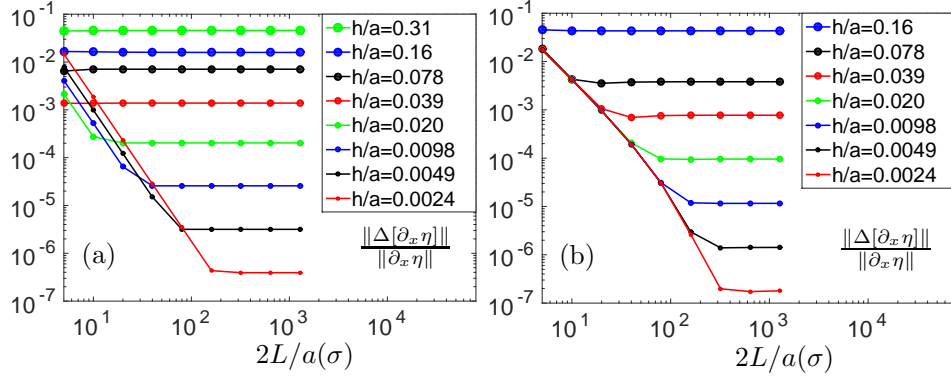 10^{-1}
10^{-2}
10^{-3}
10^{-4}
10^{-5}
10^{-6}
10^{-7}
h/a=0.31
h/a=0.16
h/a=0.078
h/a=0.039
h/a=0.020
h/a=0.0098
h/a=0.0049
h/a=0.0024
(a)
‖Δ[∂_xη]‖
‖∂_xη‖
10^1
10^2
10^3
10^4
2L/a(σ)
10^{-1}
10^{-2}
10^{-3}
10^{-4}
10^{-5}
10^{-6}
10^{-7}
h/a=0.16
h/a=0.078
h/a=0.039
h/a=0.020
h/a=0.0098
h/a=0.0049
h/a=0.0024
(b)
‖Δ[∂_xη]‖
‖∂_xη‖
10^1
10^2
10^3
10^4
2L/a(σ)